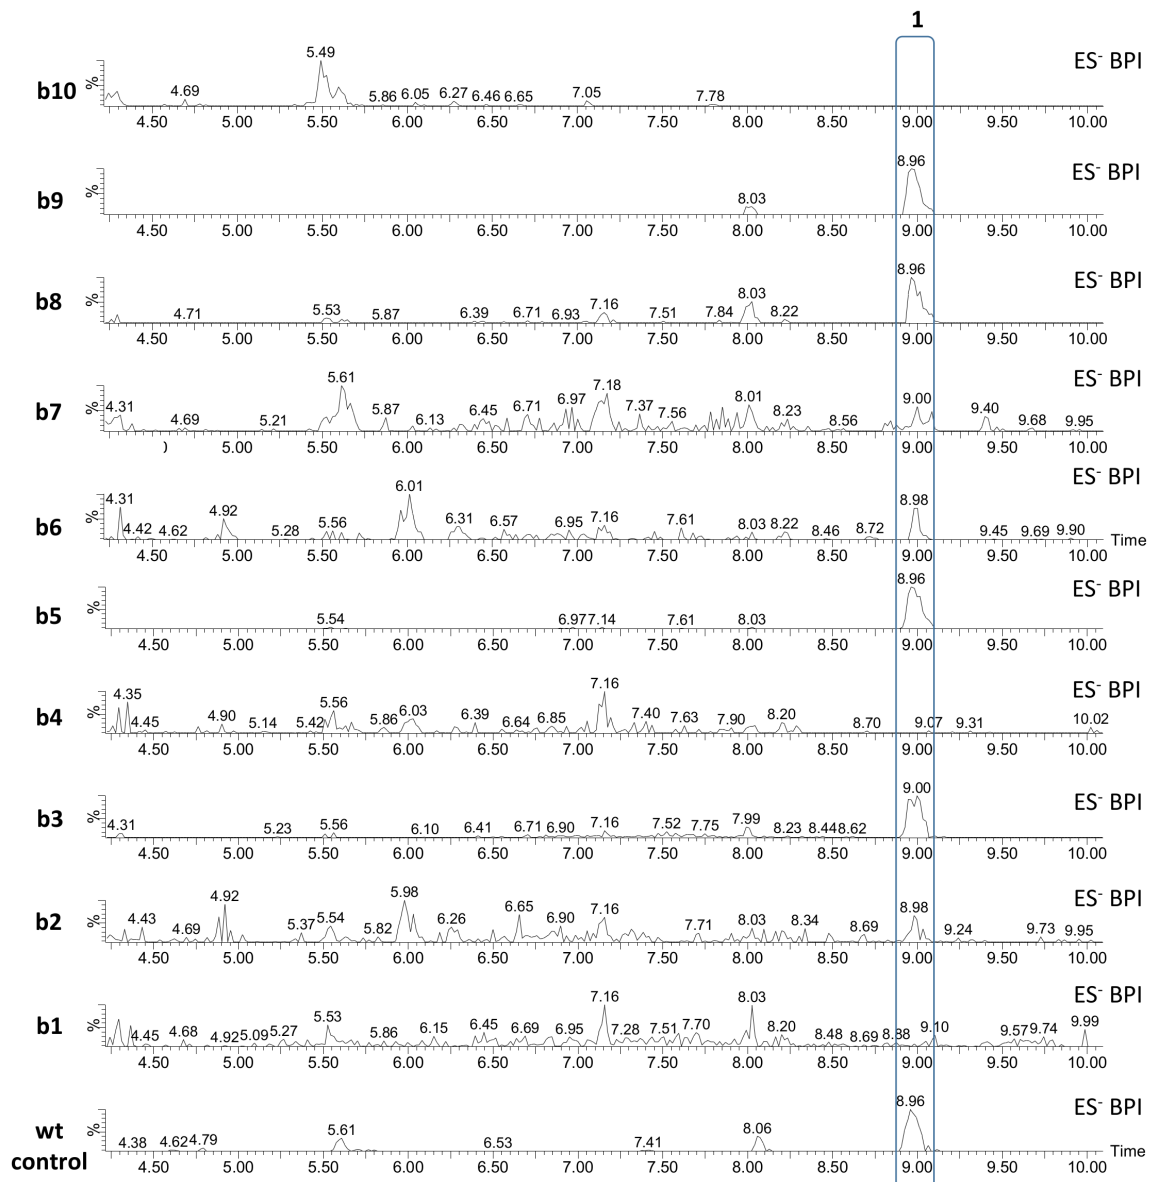 1
5.49
ES⁻ BPI
b10
%
4.69 5.86 6.05 6.27 6.46 6.65 7.05 7.78
4.50 5.00 5.50 6.00 6.50 7.00 7.50 8.00 8.50 9.00 9.50 10.00
8.96
ES⁻ BPI
b9
%
8.03
4.50 5.00 5.50 6.00 6.50 7.00 7.50 8.00 8.50 9.00 9.50 10.00
8.96
ES⁻ BPI
b8
%
4.71 5.53 5.87 6.39 6.71 6.93 7.16 7.51 7.84 8.03 8.22
4.50 5.00 5.50 6.00 6.50 7.00 7.50 8.00 8.50 9.00 9.50 10.00
ES⁻ BPI
b7
%
4.31 4.69 5.21 5.61 5.87 6.13 6.45 6.71 6.97 7.18 7.37 7.56 8.01 8.23 8.56 9.00 9.40 9.68 9.95
) 5.00 5.50 6.00 6.50 7.00 7.50 8.00 8.50 9.00 9.50 10.00
ES⁻ BPI
b6
%
4.31 4.42 4.62 4.92 5.28 5.56 6.01 6.31 6.57 6.95 7.16 7.61 8.03 8.22 8.46 8.72 8.98 9.45 9.69 9.90
Time
4.50 5.00 5.50 6.00 6.50 7.00 7.50 8.00 8.50 9.00 9.50 10.00
8.96
ES⁻ BPI
b5
%
5.54 6.97 7.14 7.61 8.03
4.50 5.00 5.50 6.00 6.50 7.00 7.50 8.00 8.50 9.00 9.50 10.00
ES⁻ BPI
b4
%
4.35 4.45 4.90 5.14 5.42 5.56 5.86 6.03 6.39 6.64 6.85 7.16 7.40 7.63 7.90 8.20 8.70 9.07 9.31 10.02
4.50 5.00 5.50 6.00 6.50 7.00 7.50 8.00 8.50 9.00 9.50 10.00
9.00
ES⁻ BPI
b3
%
4.31 5.23 5.56 6.10 6.41 6.71 6.90 7.16 7.52 7.75 7.99 8.23 8.44 8.62
4.50 5.00 5.50 6.00 6.50 7.00 7.50 8.00 8.50 9.00 9.50 10.00
ES⁻ BPI
b2
%
4.43 4.69 4.92 5.37 5.54 5.82 5.98 6.26 6.65 6.90 7.16 7.71 8.03 8.34 8.69 8.98 9.24 9.73 9.95
4.50 5.00 5.50 6.00 6.50 7.00 7.50 8.00 8.50 9.00 9.50 10.00
ES⁻ BPI
b1
%
4.45 4.68 4.92 5.09 5.27 5.53 5.86 6.15 6.45 6.69 6.95 7.16 7.28 7.51 7.70 8.03 8.20 8.48 8.69 8.88 9.10 9.57 9.74 9.99
4.50 5.00 5.50 6.00 6.50 7.00 7.50 8.00 8.50 9.00 9.50 10.00
8.96
ES⁻ BPI
wt
control
%
4.38 4.62 4.79 5.61 6.53 7.41 8.06
Time
4.50 5.00 5.50 6.00 6.50 7.00 7.50 8.00 8.50 9.00 9.50 10.00